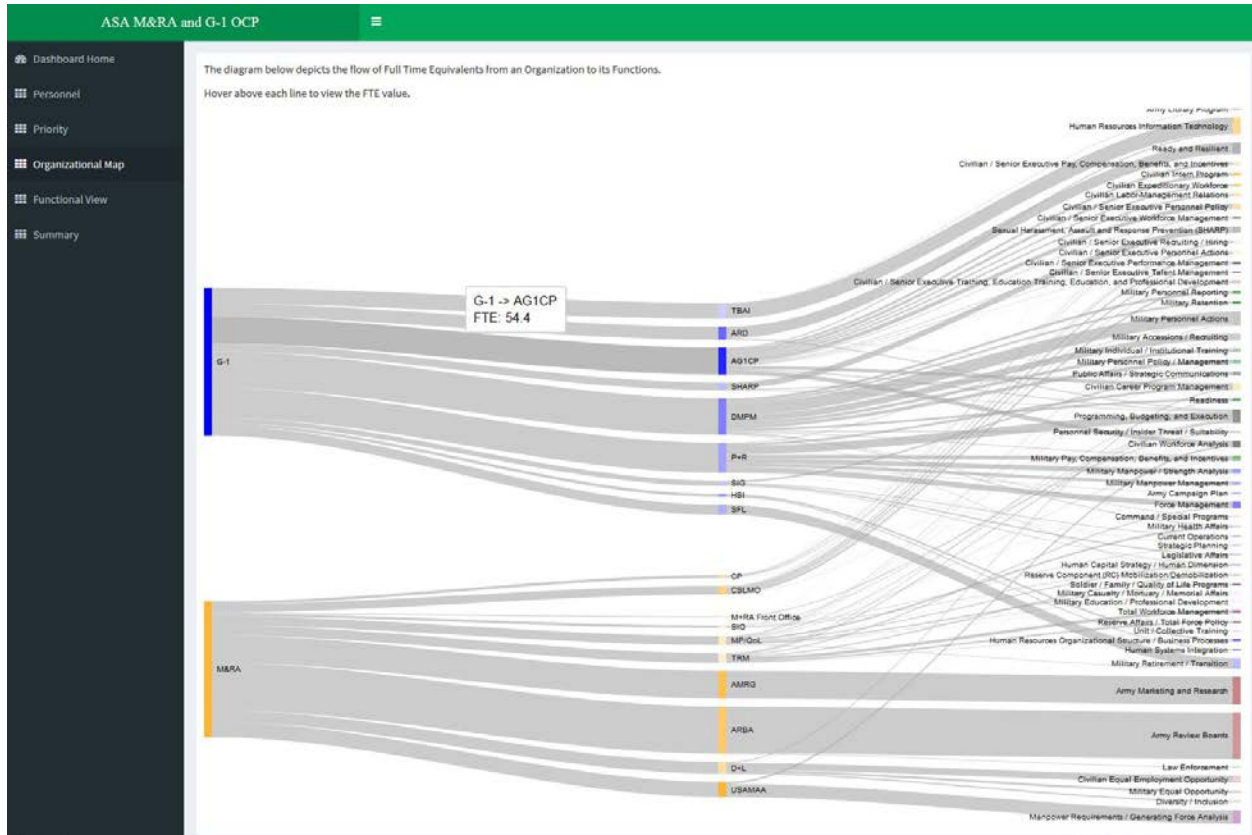 ASA M&RA and G-1 OCP
Dashboard Home
Personnel
Priority
Organizational Map
Functional View
Summary
The diagram below depicts the flow of Full Time Equivalents from an Organization to its Functions.
Hover above each line to view the FTE value.
G-1 -> AG1CP
FTE: 54.4
G-1
M&RA
TBAI
ARD
AG1CP
SHARP
DMPM
P+R
SIG
HSI
SFL
CP
CSLMO
M+RA Front Office
SIG
MP/QoL
TRM
AMRG
ARBA
D+L
USAMAA
Army Library Program
Human Resources Information Technology
Ready and Resilient
Civilian / Senior Executive Pay, Compensation, Benefits, and Incentives
Civilian Intern Program
Civilian Expeditionary Workforce
Civilian Labor-Management Relations
Civilian / Senior Executive Personnel Policy
Civilian / Senior Executive Workforce Management
Sexual Harassment, Assault and Response Prevention (SHARP)
Civilian / Senior Executive Recruiting / Hiring
Civilian / Senior Executive Personnel Actions
Civilian / Senior Executive Performance Management
Civilian / Senior Executive Talent Management
Civilian / Senior Executive Training, Education Training, Education, and Professional Development
Military Personnel Reporting
Military Retention
Military Personnel Actions
Military Accessions / Recruiting
Military Individual / Institutional Training
Military Personnel Policy / Management
Public Affairs / Strategic Communications
Civilian Career Program Management
Readiness
Programming, Budgeting, and Execution
Personnel Security / Insider Threat / Suitability
Civilian Workforce Analysis
Military Pay, Compensation, Benefits, and Incentives
Military Manpower / Strength Analysis
Military Manpower Management
Army Campaign Plan
Force Management
Command / Special Programs
Military Health Affairs
Current Operations
Strategic Planning
Legislative Affairs
Human Capital Strategy / Human Dimension
Reserve Component (RC) Mobilization/Demobilization
Soldier / Family / Quality of Life Programs
Military Casualty / Mortuary / Memorial Affairs
Military Education / Professional Development
Total Workforce Management
Reserve Affairs / Total Force Policy
Unit / Collective Training
Human Resources Organizational Structure / Business Processes
Human Systems Integration
Military Retirement / Transition
Army Marketing and Research
Army Review Boards
Law Enforcement
Civilian Equal Employment Opportunity
Military Equal Opportunity
Diversity / Inclusion
Manpower Requirements / Generating Force Analysis